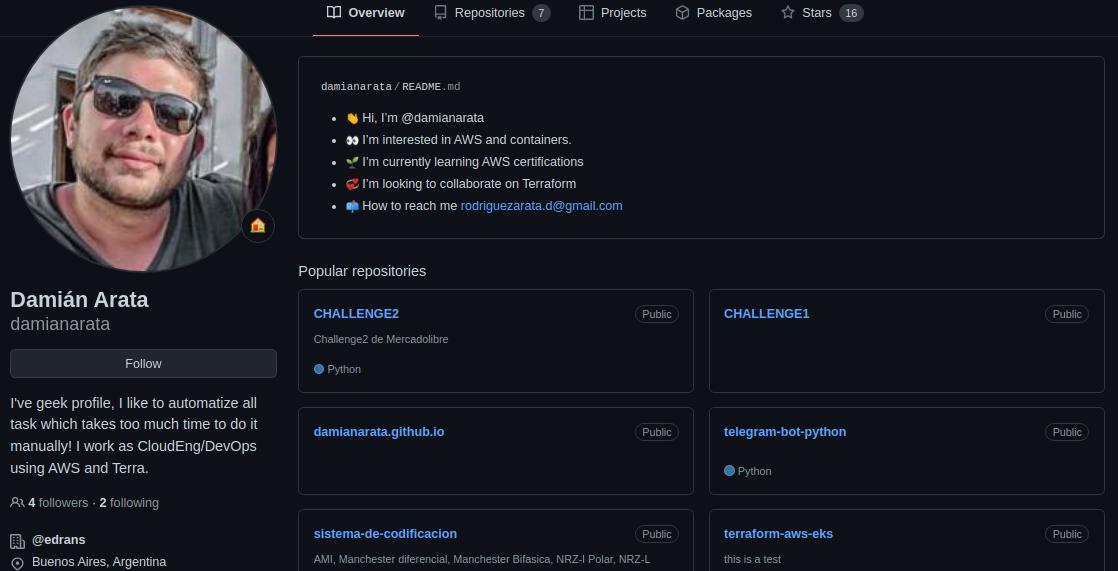 Overview Repositories 7 Projects Packages Stars 16
damianarata/README.md
👋 Hi, I'm @damianarata
👀 I'm interested in AWS and containers.
🌱 I'm currently learning AWS certifications
💞️ I'm looking to collaborate on Terraform
📫 How to reach me rodriguezarata.d@gmail.com
Damián Arata
damianarata
Follow
I've geek profile, I like to automatize all
task which takes too much time to do it
manually! I work as CloudEng/DevOps
using AWS and Terra.
4 followers · 2 following
@edrans
Buenos Aires, Argentina
Popular repositories
CHALLENGE2 Public
Challenge2 de Mercadolibre
Python
CHALLENGE1 Public
damianarata.github.io Public
telegram-bot-python Public
Python
sistema-de-codificacion Public
AMI, Manchester diferencial, Manchester Bifasica, NRZ-I Polar, NRZ-L
terraform-aws-eks Public
this is a test